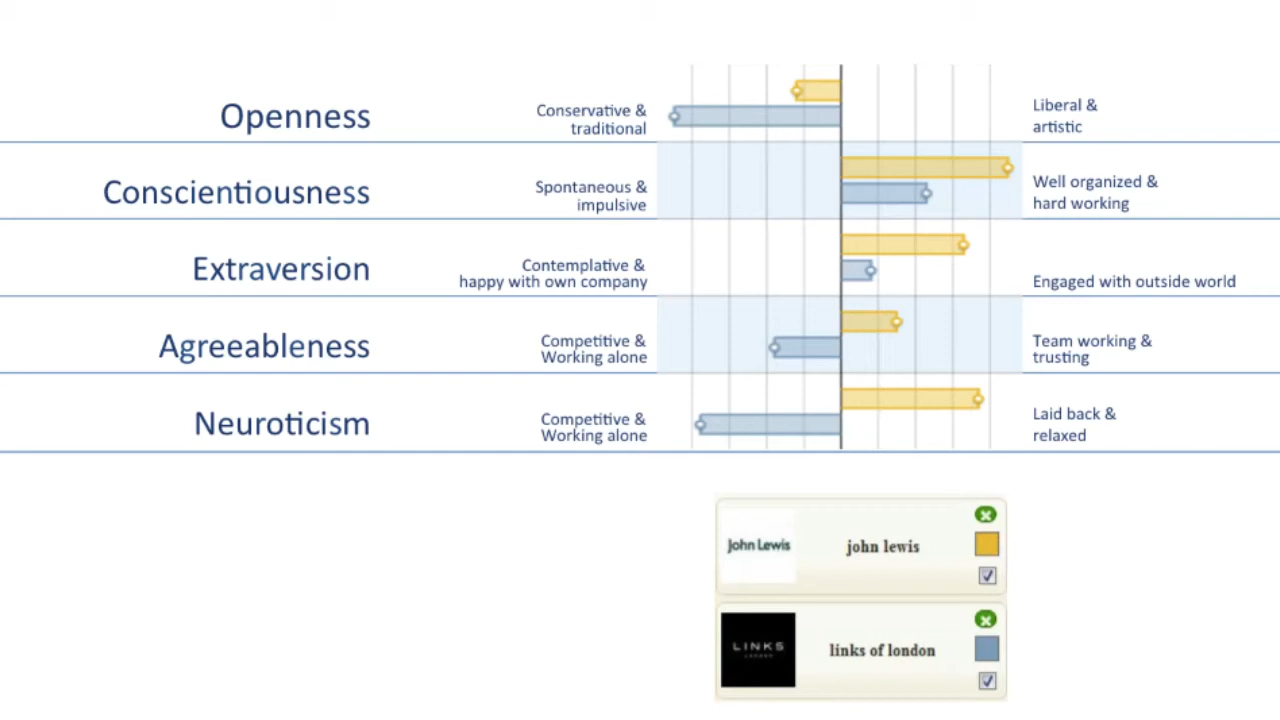 Openness
Conservative &
traditional
Liberal &
artistic
Conscientiousness
Spontaneous &
impulsive
Well organized &
hard working
Extraversion
Contemplative &
happy with own company
Engaged with outside world
Agreeableness
Competitive &
Working alone
Team working &
trusting
Neuroticism
Competitive &
Working alone
Laid back &
relaxed
John Lewis
john lewis
LINKS
LONDON
links of london